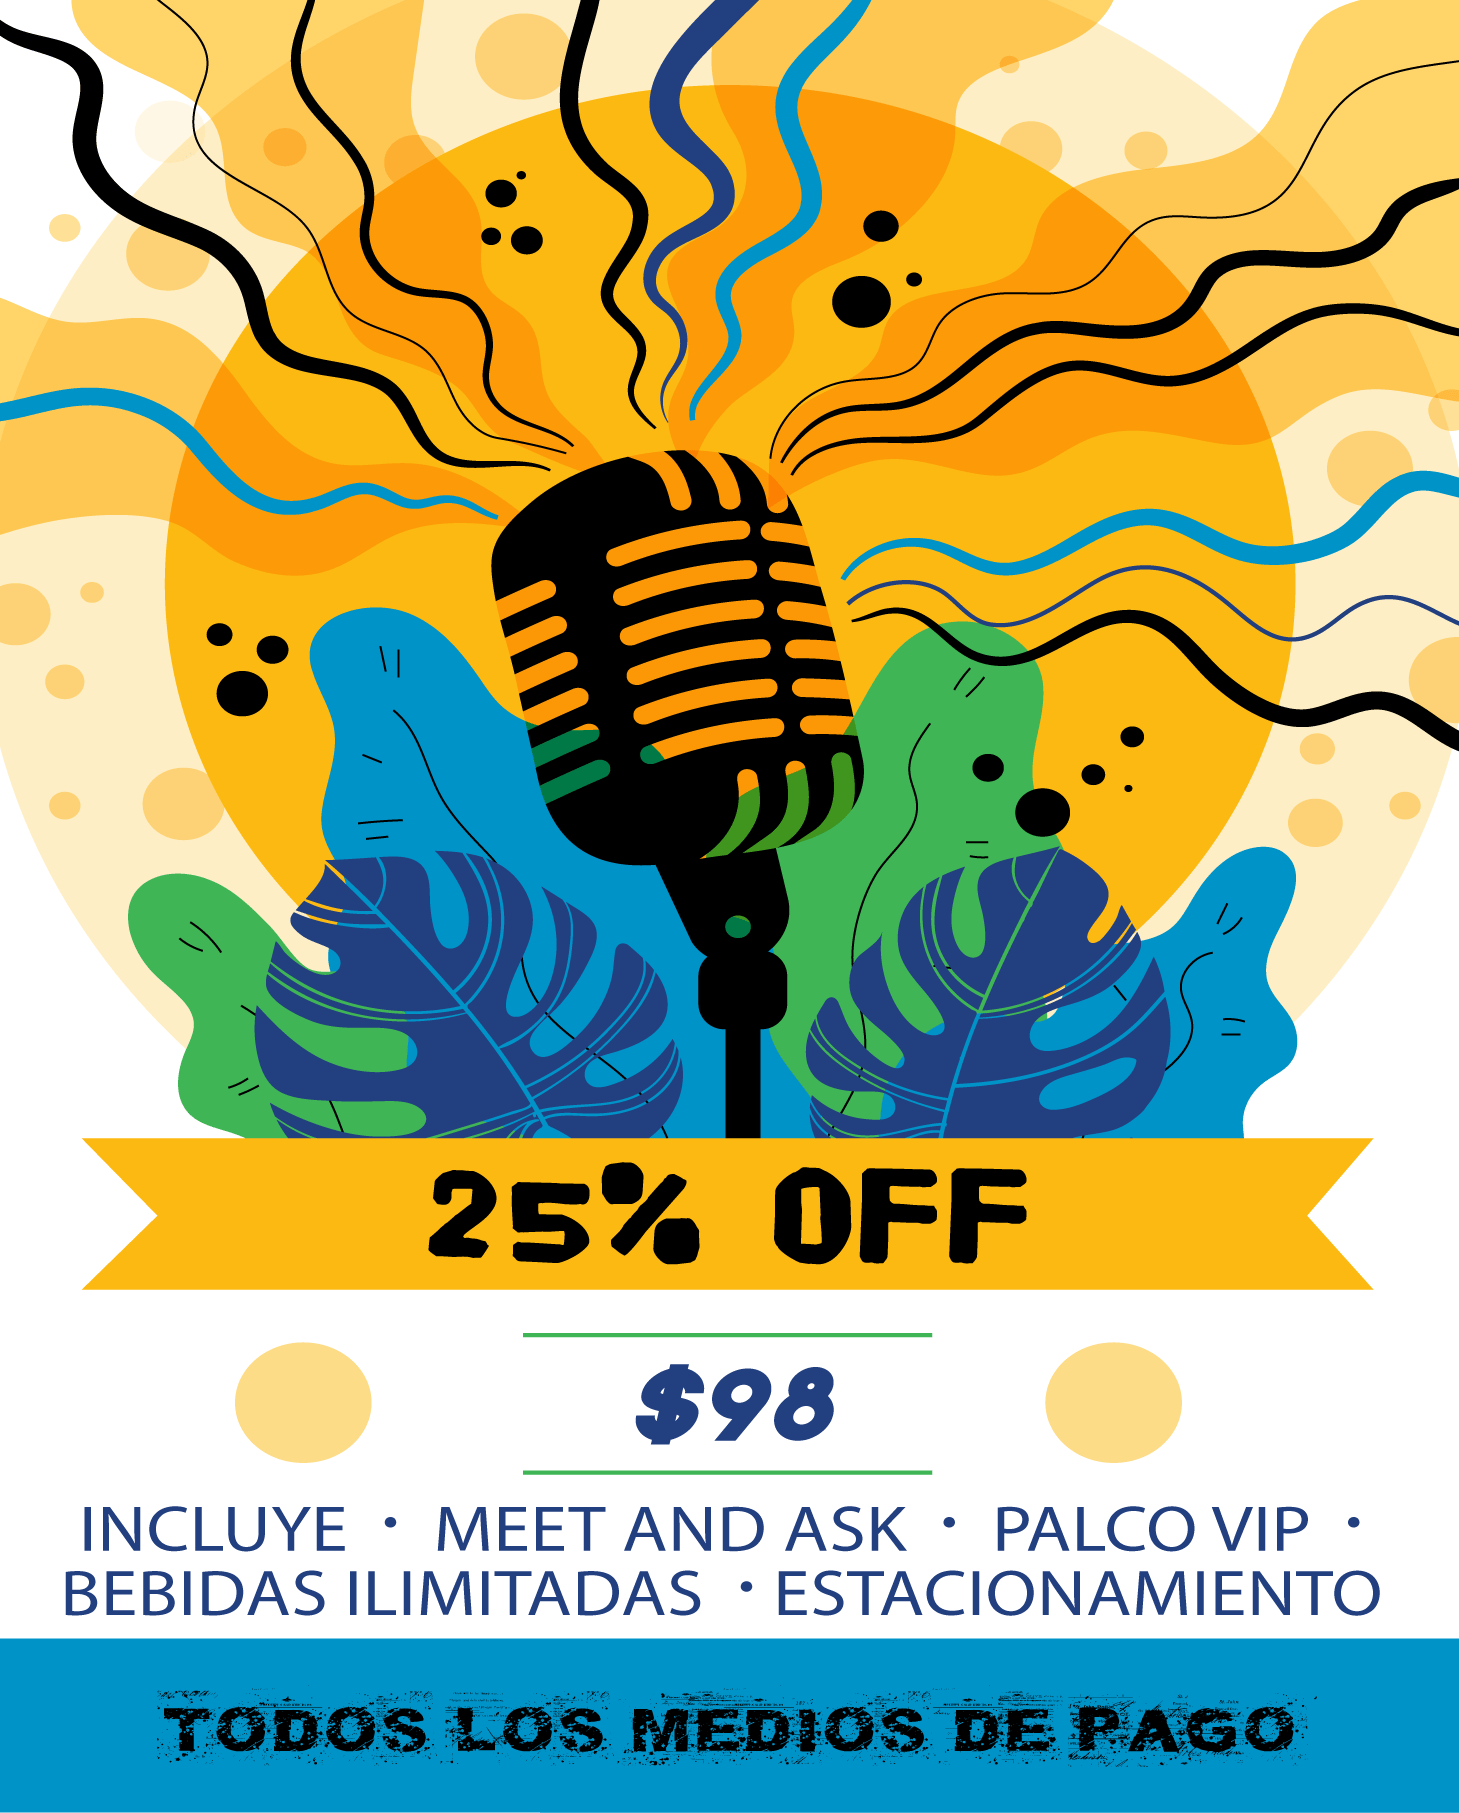 25% OFF
$98
INCLUYE • MEET AND ASK • PALCO VIP •
BEBIDAS ILIMITADAS • ESTACIONAMIENTO
TODOS LOS MEDIOS DE PAGO